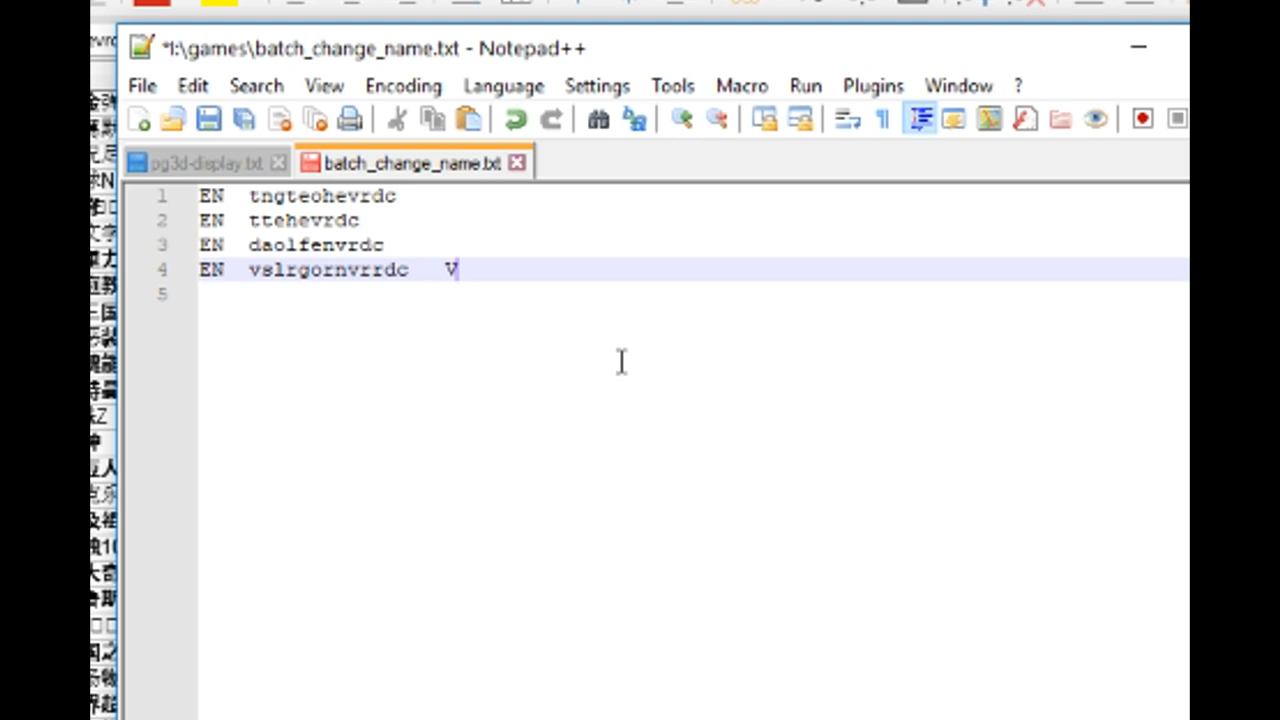 *I:\games\batch_change_name.txt - Notepad++
File Edit Search View Encoding Language Settings Tools Macro Run Plugins Window ?
pg3d-display.txt batch_change_name.txt
1 EN tngteohevrdc
2 EN ttehevrdc
3 EN daolfenvrdc
4 EN vslrgornvrrdc V
5